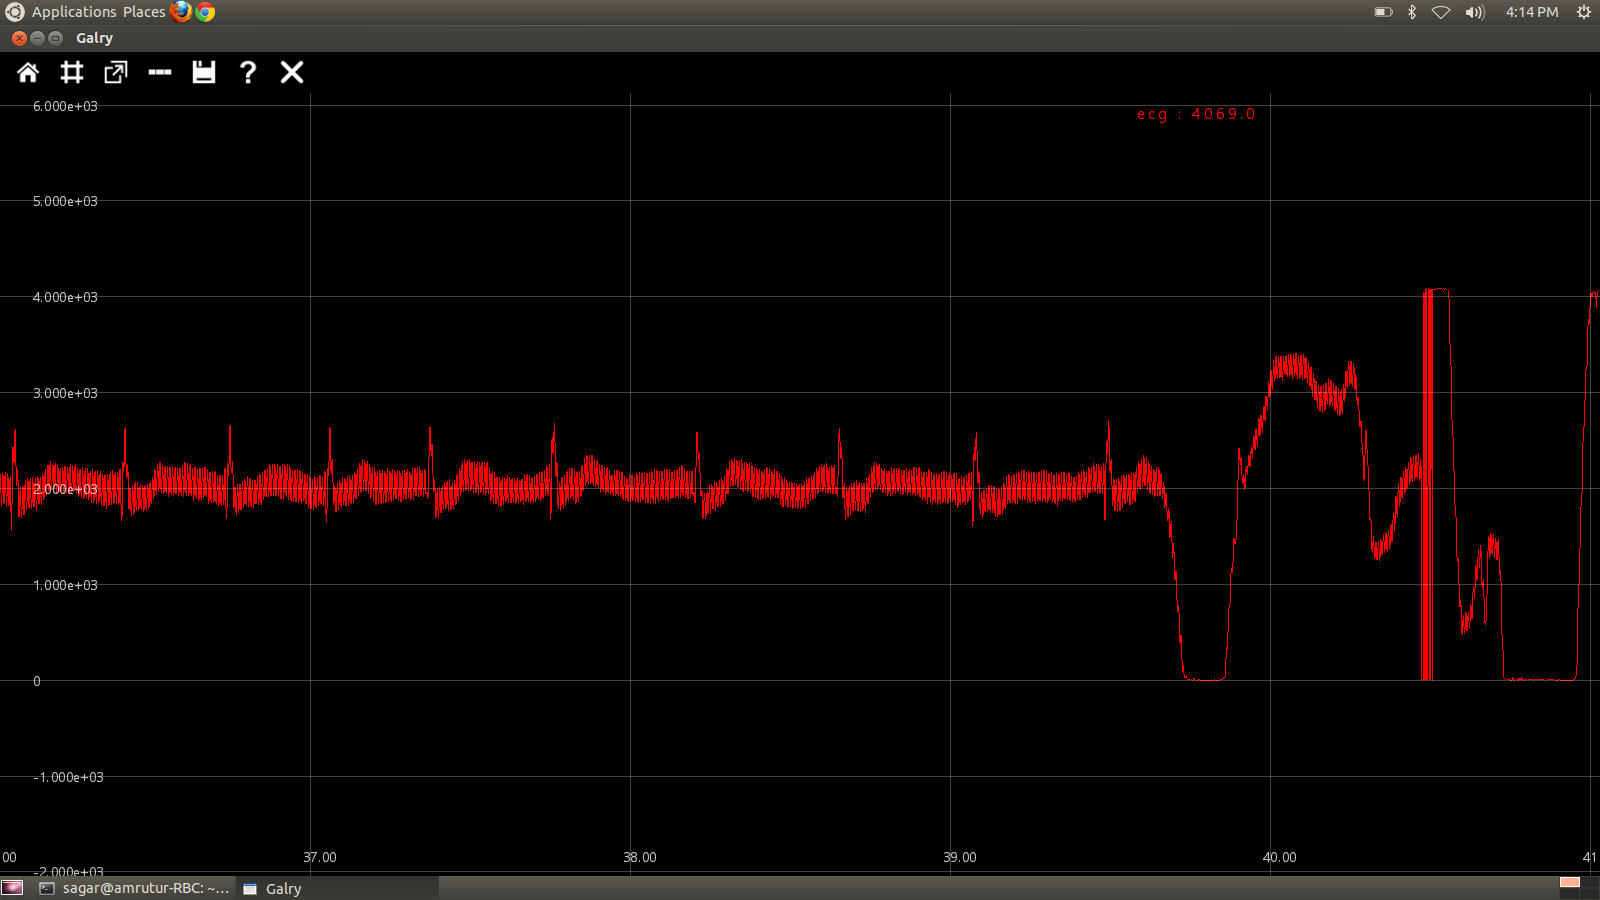 Applications Places 4:14 PM
Galry
?
6.000e+03
ecg : 4069.0
5.000e+03
4.000e+03
3.000e+03
2.000e+03
1.000e+03
0
-1.000e+03
00 37.00 38.00 39.00 40.00 41
-2.000e+03
sagar@amrutur-RBC: ~... Galry